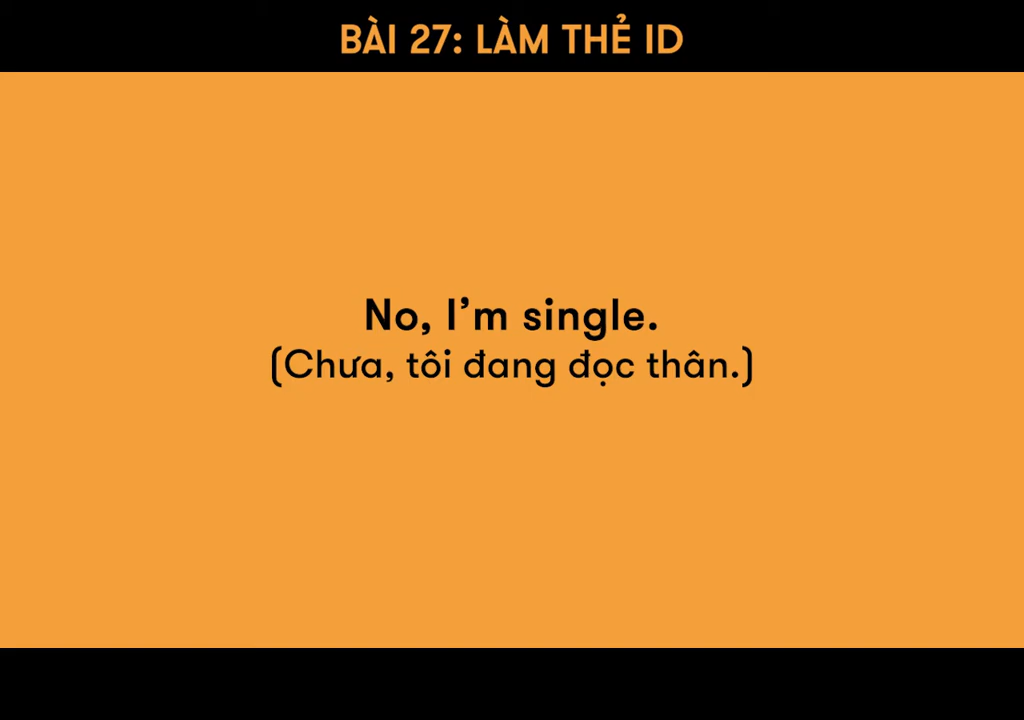 BÀI 27: LÀM THẺ ID
No, I’m single.
(Chưa, tôi đang đọc thân.)